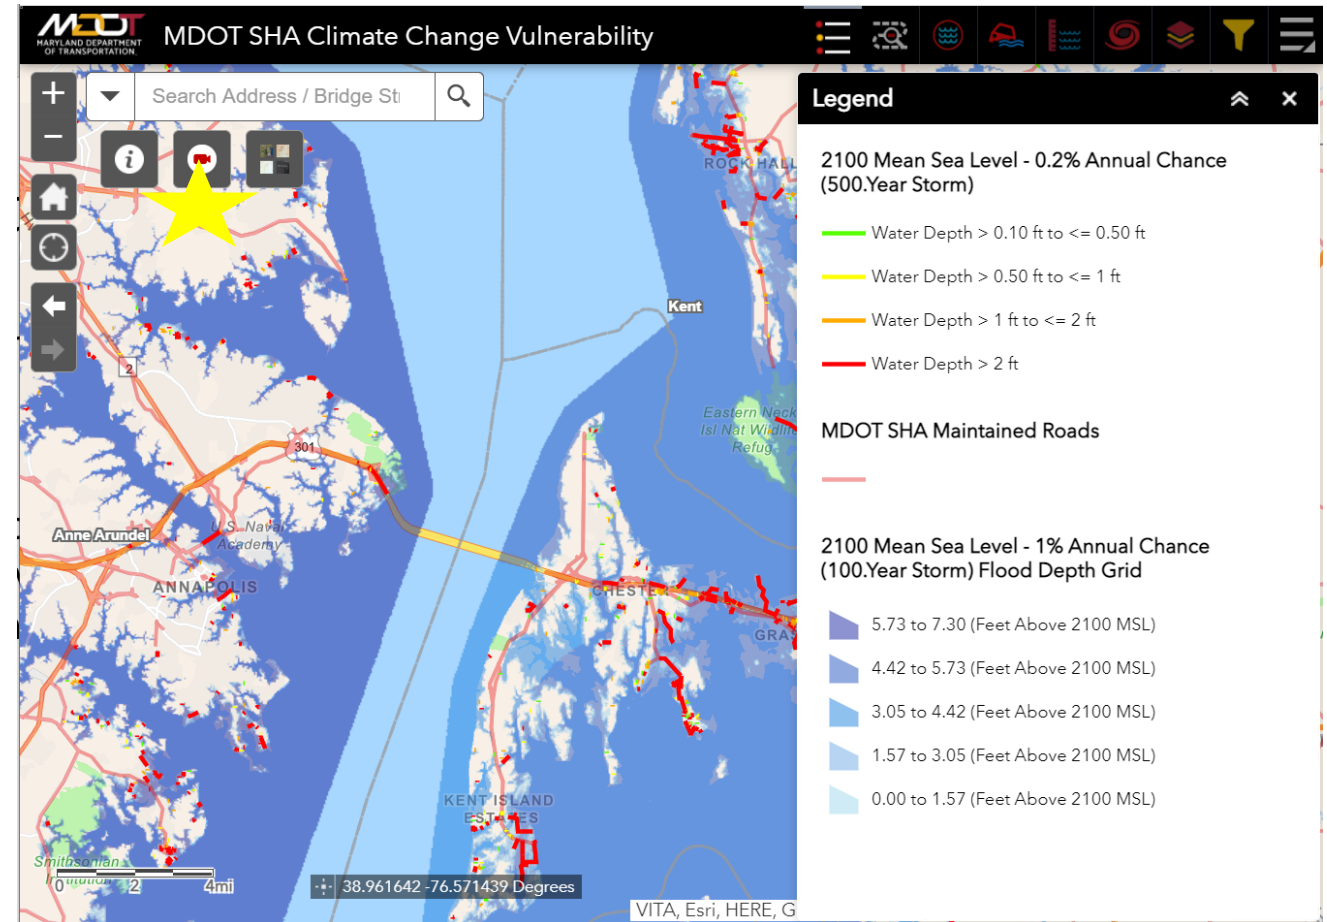 MDOT
MARYLAND DEPARTMENT
OF TRANSPORTATION.
MDOT SHA Climate Change Vulnerability
Search Address / Bridge St
Legend
2100 Mean Sea Level - 0.2% Annual Chance
(500.Year Storm)
Water Depth > 0.10 ft to <= 0.50 ft
Water Depth > 0.50 ft to <= 1 ft
Water Depth > 1 ft to <= 2 ft
Water Depth > 2 ft
MDOT SHA Maintained Roads
2100 Mean Sea Level - 1% Annual Chance
(100.Year Storm) Flood Depth Grid
5.73 to 7.30 (Feet Above 2100 MSL)
4.42 to 5.73 (Feet Above 2100 MSL)
3.05 to 4.42 (Feet Above 2100 MSL)
1.57 to 3.05 (Feet Above 2100 MSL)
0.00 to 1.57 (Feet Above 2100 MSL)
ROCK HALL
Kent
2
Eastern Neck
Isl Nat Wildlife
Refug
301
U.S. Naval
Academy
Anne Arundel
ANNAPOLIS
CHESTE
GRAS
KENT ISLAND
ESTATES
Smithsonian
Institution
0 2 4mi
38.961642 -76.571439 Degrees
VITA, Esri, HERE, G